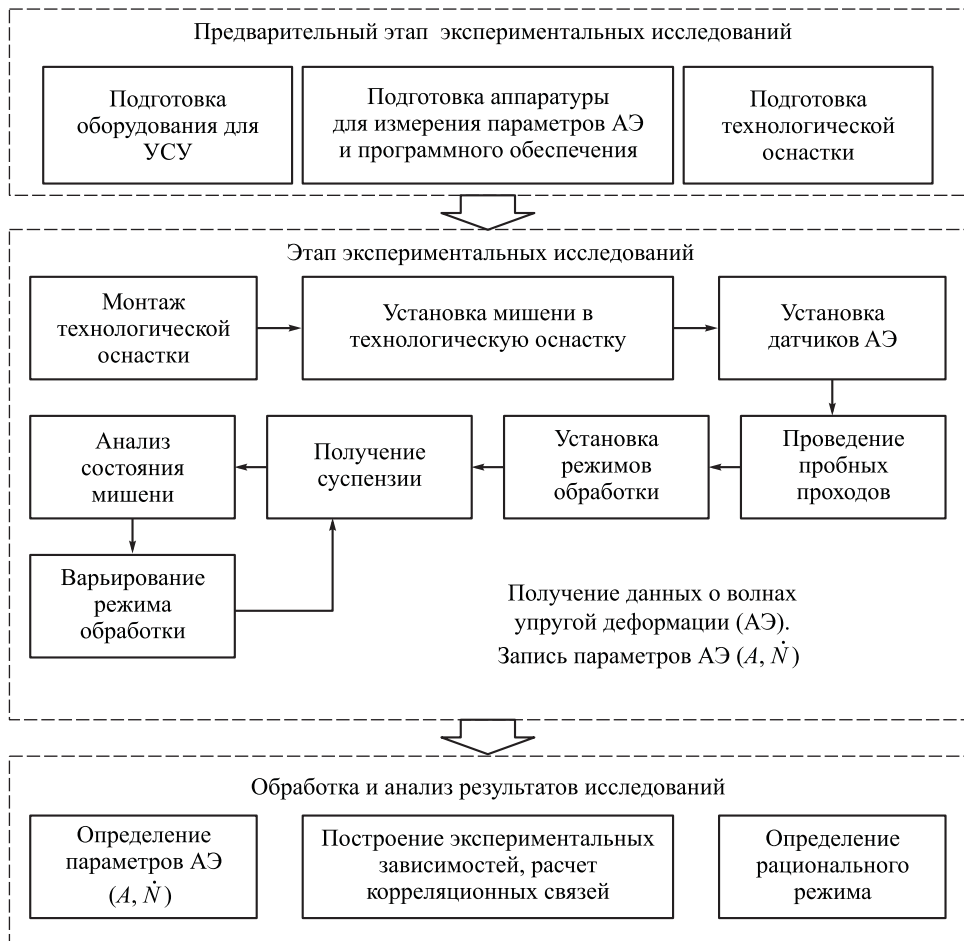 Предварительный этап экспериментальных исследований
Подготовка
оборудования для
УСУ
Подготовка аппаратуры
для измерения параметров АЭ
и программного обеспечения
Подготовка
технологической
оснастки
Этап экспериментальных исследований
Монтаж
технологической
оснастки
Установка мишени в
технологическую оснастку
Установка
датчиков АЭ
Проведение
пробных
проходов
Установка
режимов
обработки
Получение
суспензии
Анализ
состояния
мишени
Варьирование
режима
обработки
Получение данных о волнах
упругой деформации (АЭ).
Запись параметров АЭ (A, Ṅ)
Обработка и анализ результатов исследований
Определение
параметров АЭ
(A, Ṅ)
Построение экспериментальных
зависимостей, расчет
корреляционных связей
Определение
рационального
режима